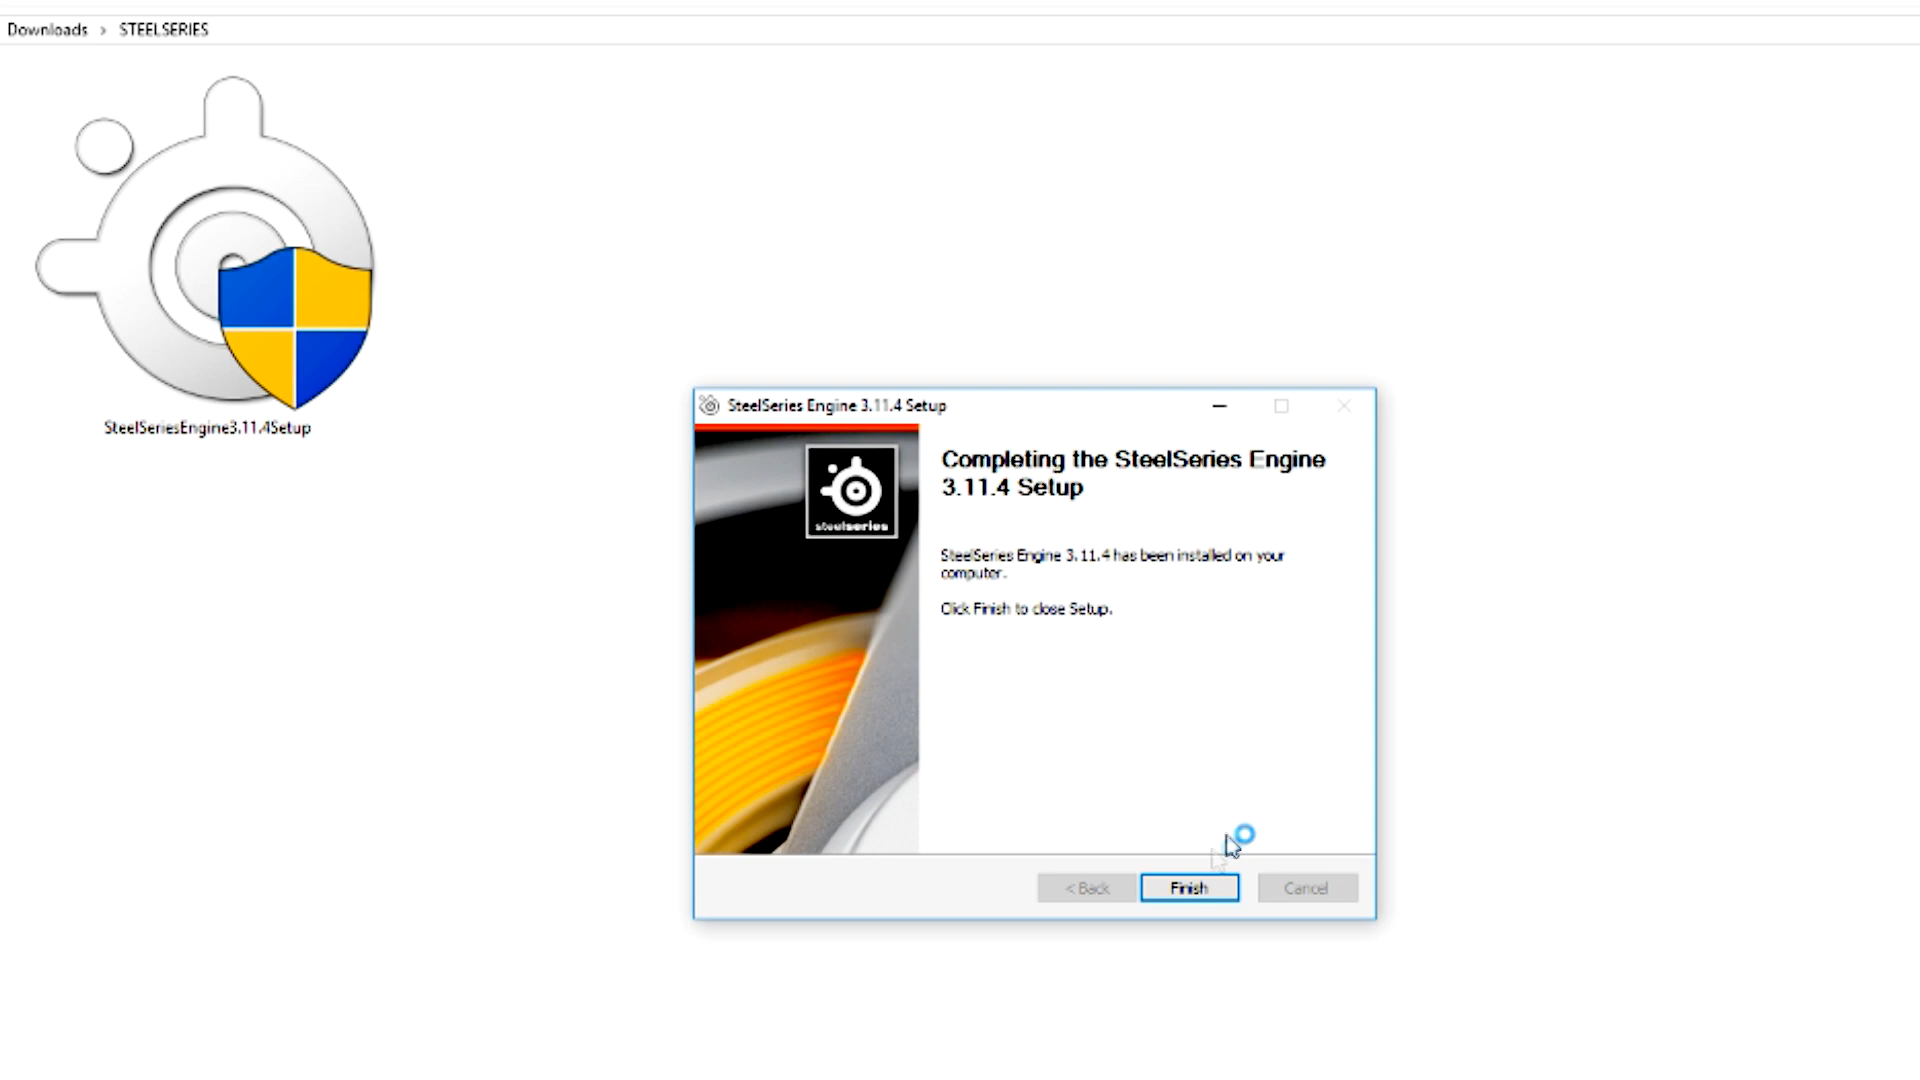 Downloads › STEELSERIES
SteelSeriesEngine3.11.4Setup
SteelSeries Engine 3.11.4 Setup
steelseries
Completing the SteelSeries Engine
3.11.4 Setup
SteelSeries Engine 3.11.4 has been installed on your
computer.
Click Finish to close Setup.
< Back
Finish
Cancel